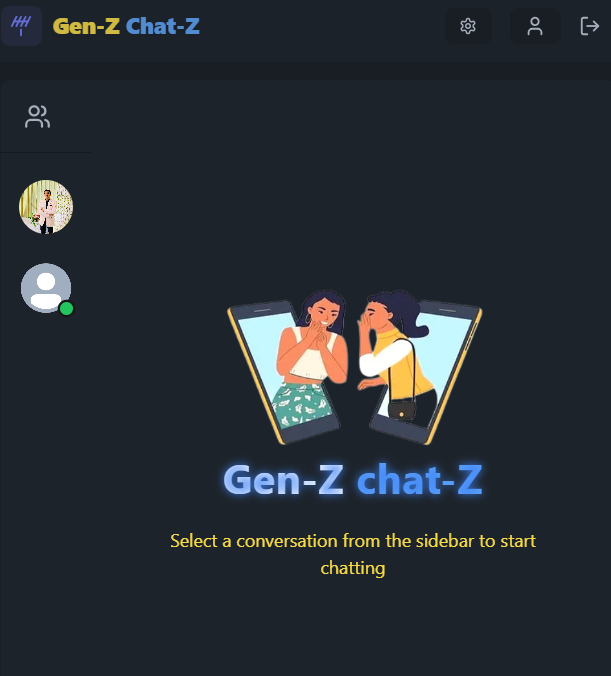 Gen-Z Chat-Z
Gen-Z chat-Z
Select a conversation from the sidebar to start
chatting